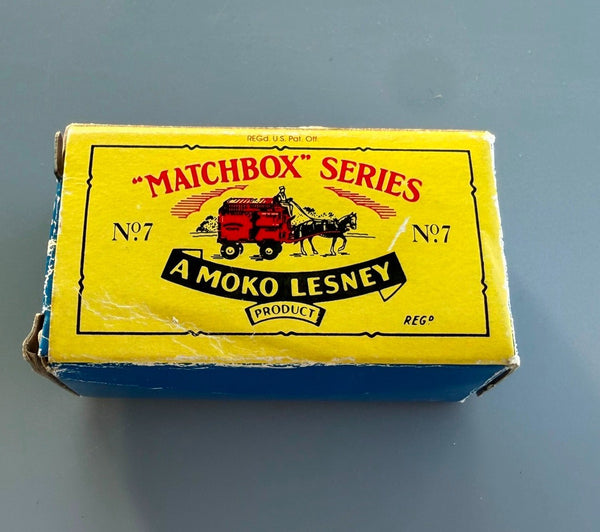 REGd. U.S. Pat. Off.
"MATCHBOX" SERIES
Nº.7 Nº.7
A MOKO LESNEY
PRODUCT
REGᴰ